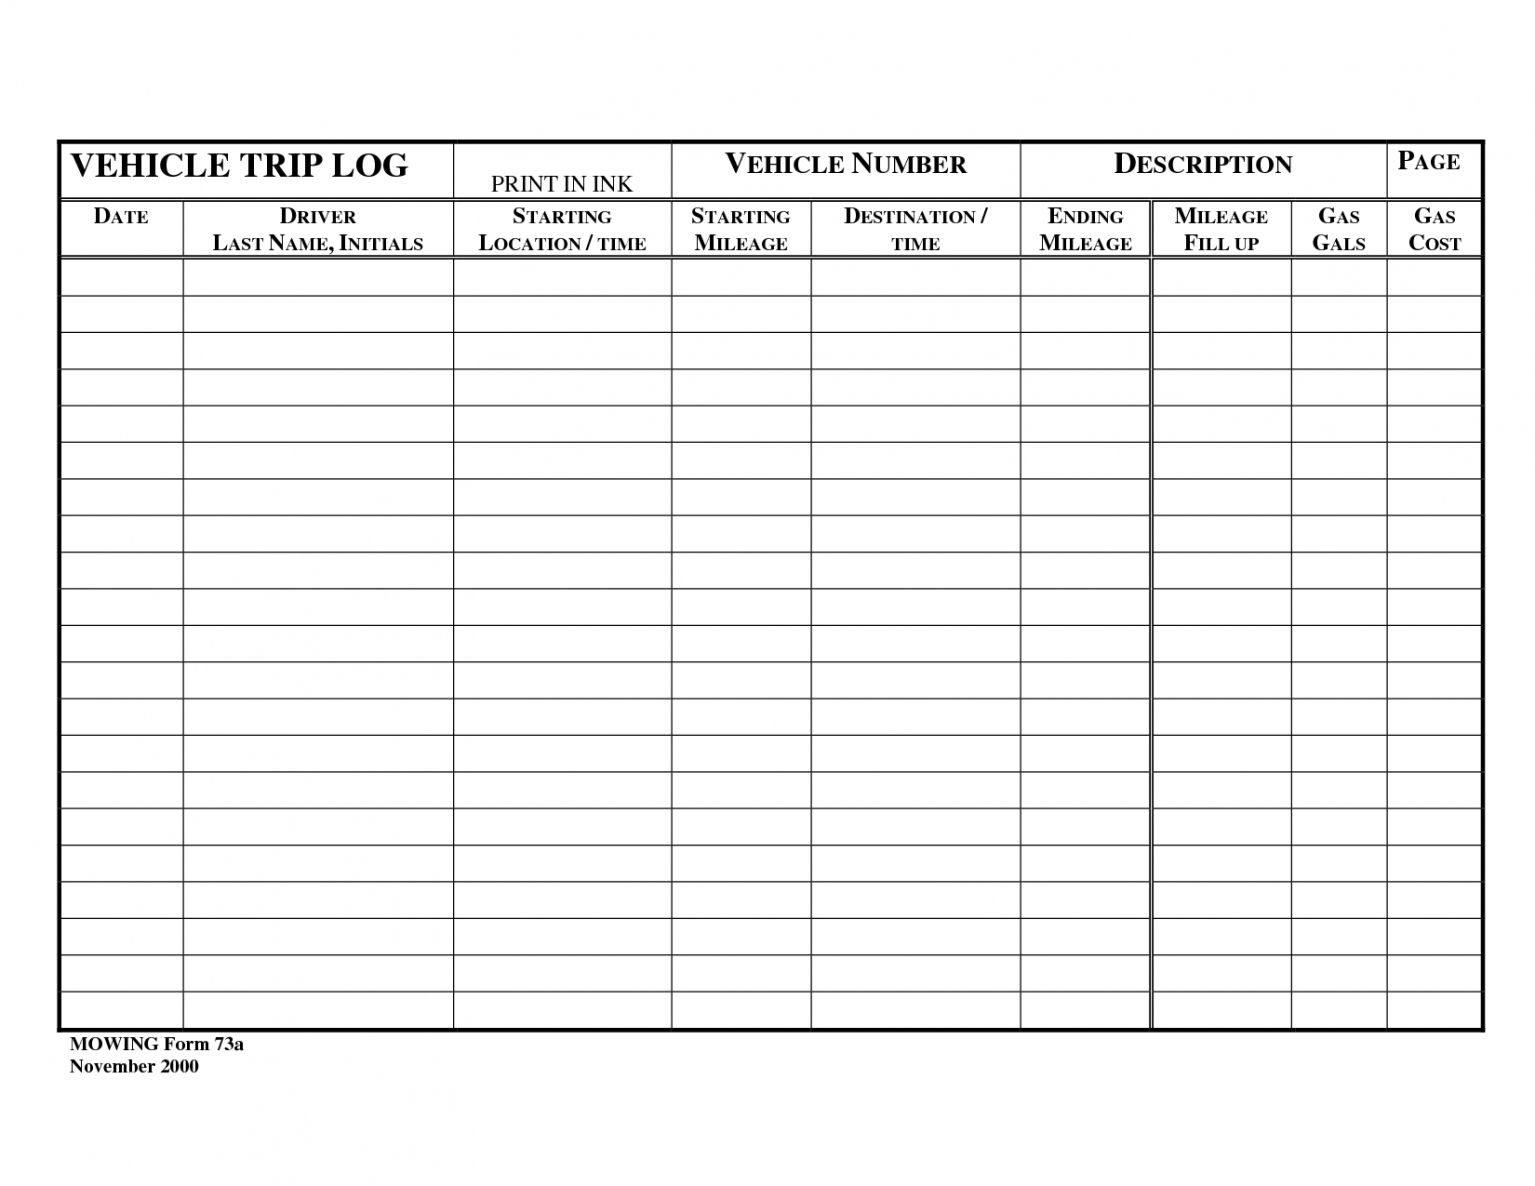 VEHICLE TRIP LOG PRINT IN INK VEHICLE NUMBER DESCRIPTION PAGE
DATE DRIVER STARTING STARTING DESTINATION / ENDING MILEAGE GAS GAS
LAST NAME, INITIALS LOCATION / TIME MILEAGE TIME MILEAGE FILL UP GALS COST
MOWING Form 73a
November 2000